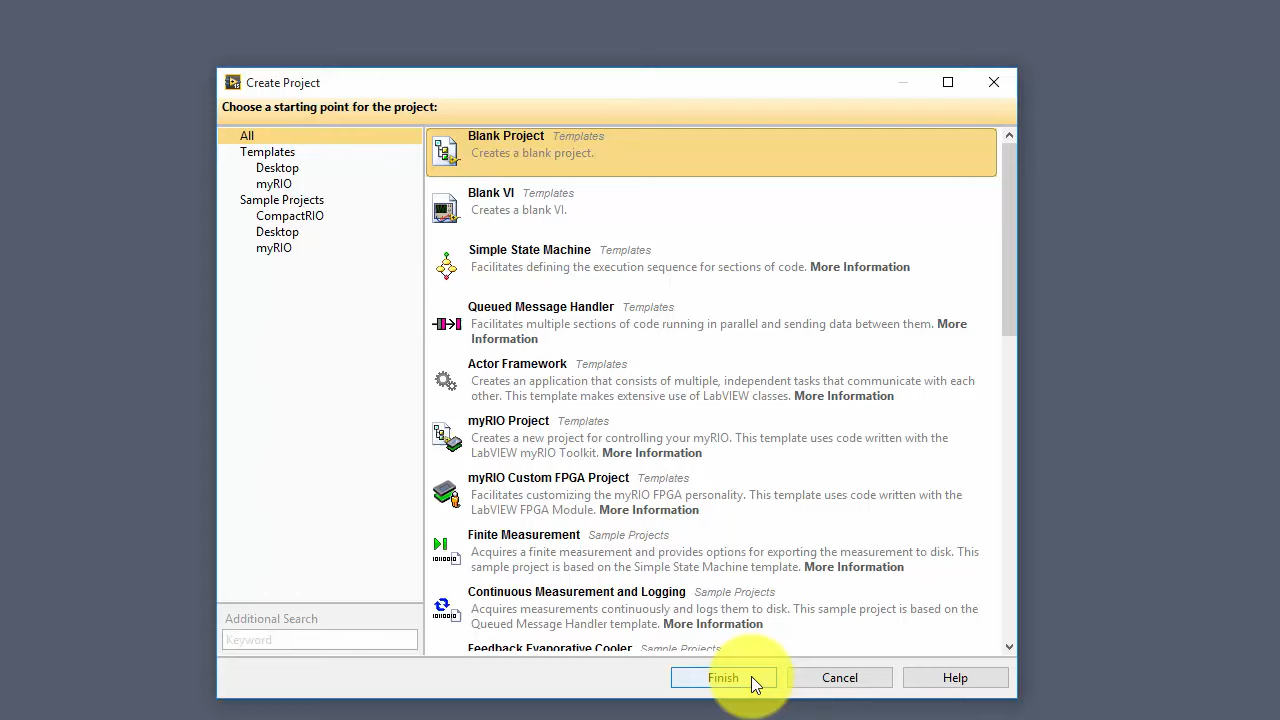 Create Project
Choose a starting point for the project:
All
Templates
Desktop
myRIO
Sample Projects
CompactRIO
Desktop
myRIO
Additional Search
Keyword
Blank Project Templates
Creates a blank project.
Blank VI Templates
Creates a blank VI.
Simple State Machine Templates
Facilitates defining the execution sequence for sections of code. More Information
Queued Message Handler Templates
Facilitates multiple sections of code running in parallel and sending data between them. More
Information
Actor Framework Templates
Creates an application that consists of multiple, independent tasks that communicate with each
other. This template makes extensive use of LabVIEW classes. More Information
myRIO Project Templates
Creates a new project for controlling your myRIO. This template uses code written with the
LabVIEW myRIO Toolkit. More Information
myRIO Custom FPGA Project Templates
Facilitates customizing the myRIO FPGA personality. This template uses code written with the
LabVIEW FPGA Module. More Information
Finite Measurement Sample Projects
Acquires a finite measurement and provides options for exporting the measurement to disk. This
sample project is based on the Simple State Machine template. More Information
Continuous Measurement and Logging Sample Projects
Acquires measurements continuously and logs them to disk. This sample project is based on the
Queued Message Handler template. More Information
Feedback Evaporative Cooler Sample Projects
Finish
Cancel
Help